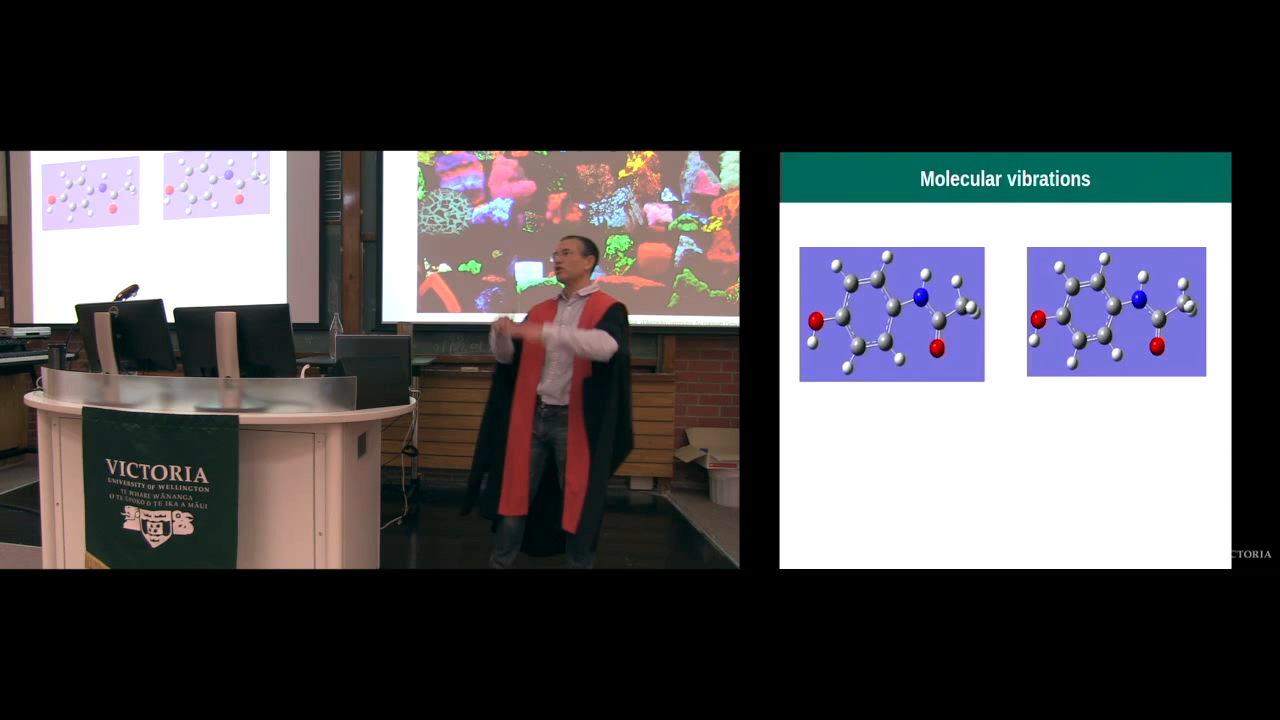 Molecular vibrations
VICTORIA
UNIVERSITY OF WELLINGTON
TE WHARE WĀNANGA
O TE ŪPOKO O TE IKA A MĀUI
CTORIA